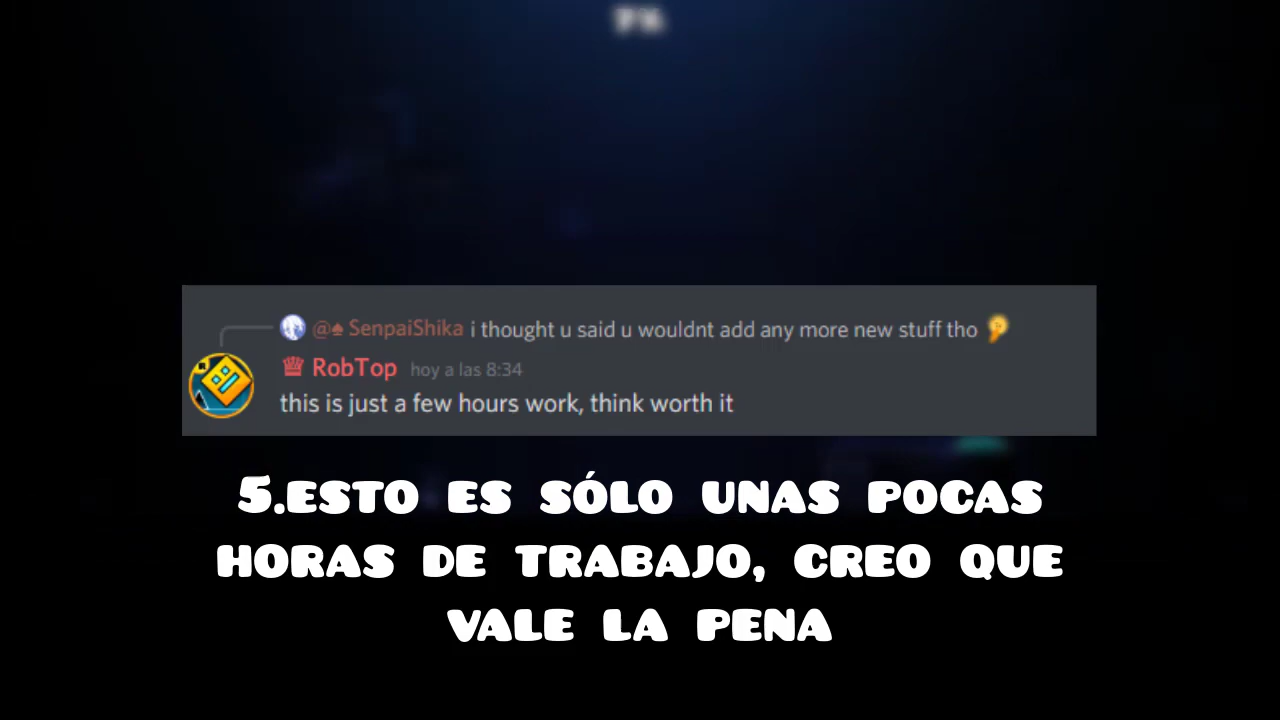 @♠ SenpaiShika i thought u said u wouldnt add any more new stuff tho
RobTop hoy a las 8:34
this is just a few hours work, think worth it
5.ESTO ES SÓLO UNAS POCAS
HORAS DE TRABAJO, CREO QUE
VALE LA PENA